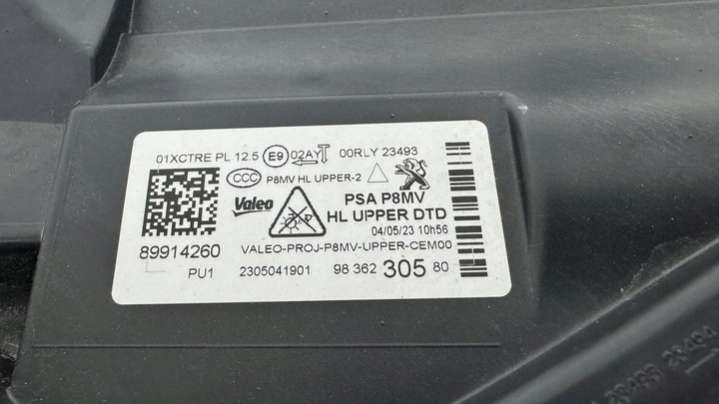 01XCTRE PL 12.5 E9 02AY 00RLY 23493
CCC P8MV HL UPPER-2
Valeo PSA P8MV
HL UPPER DTD
04/05/23 10h56
89914260 VALEO-PROJ-P8MV-UPPER-CEM00
PU1 2305041901 98 362 305 80